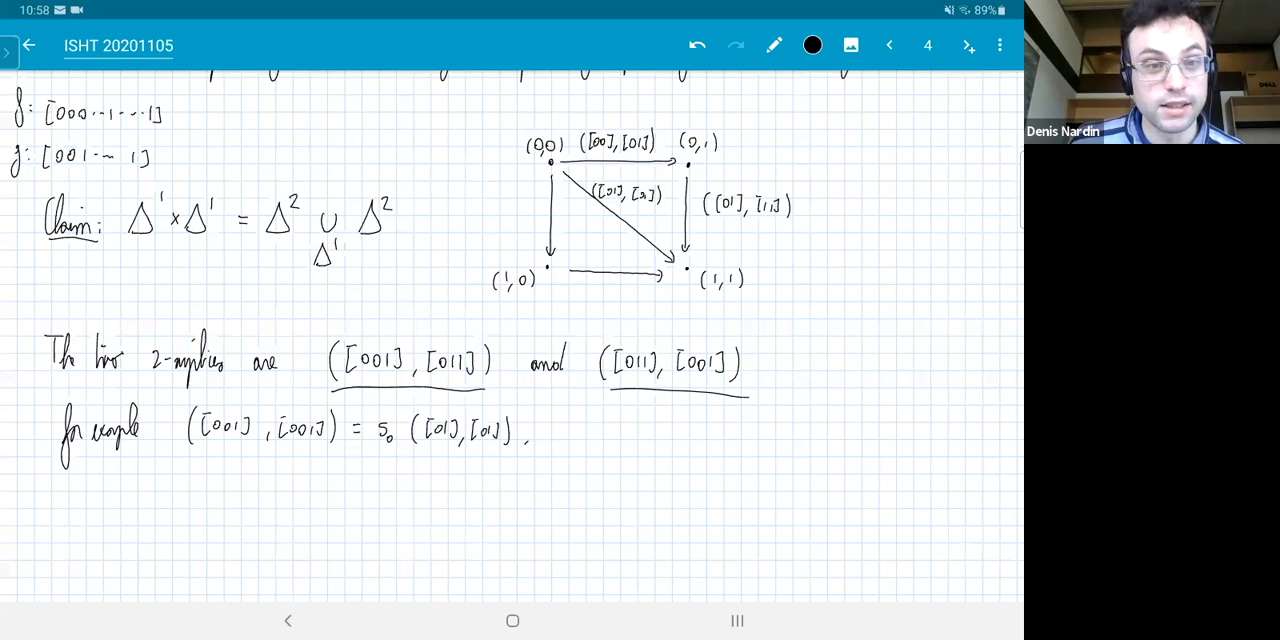 10:58 89%
ISHT 20201105
4
f: [000...1...1]
g: [001...1]
(0,0) ([00],[01]) (0,1)
([01],[01])
([01],[11])
Claim: Δ¹ × Δ¹ = Δ² ∪ Δ²
Δ¹
(1,0) (1,1)
The two 2-simplices are ([001], [011]) and ([011], [001])
for example ([001], [001]) = s₀ ([01], [01]) ,
Denis Nardin